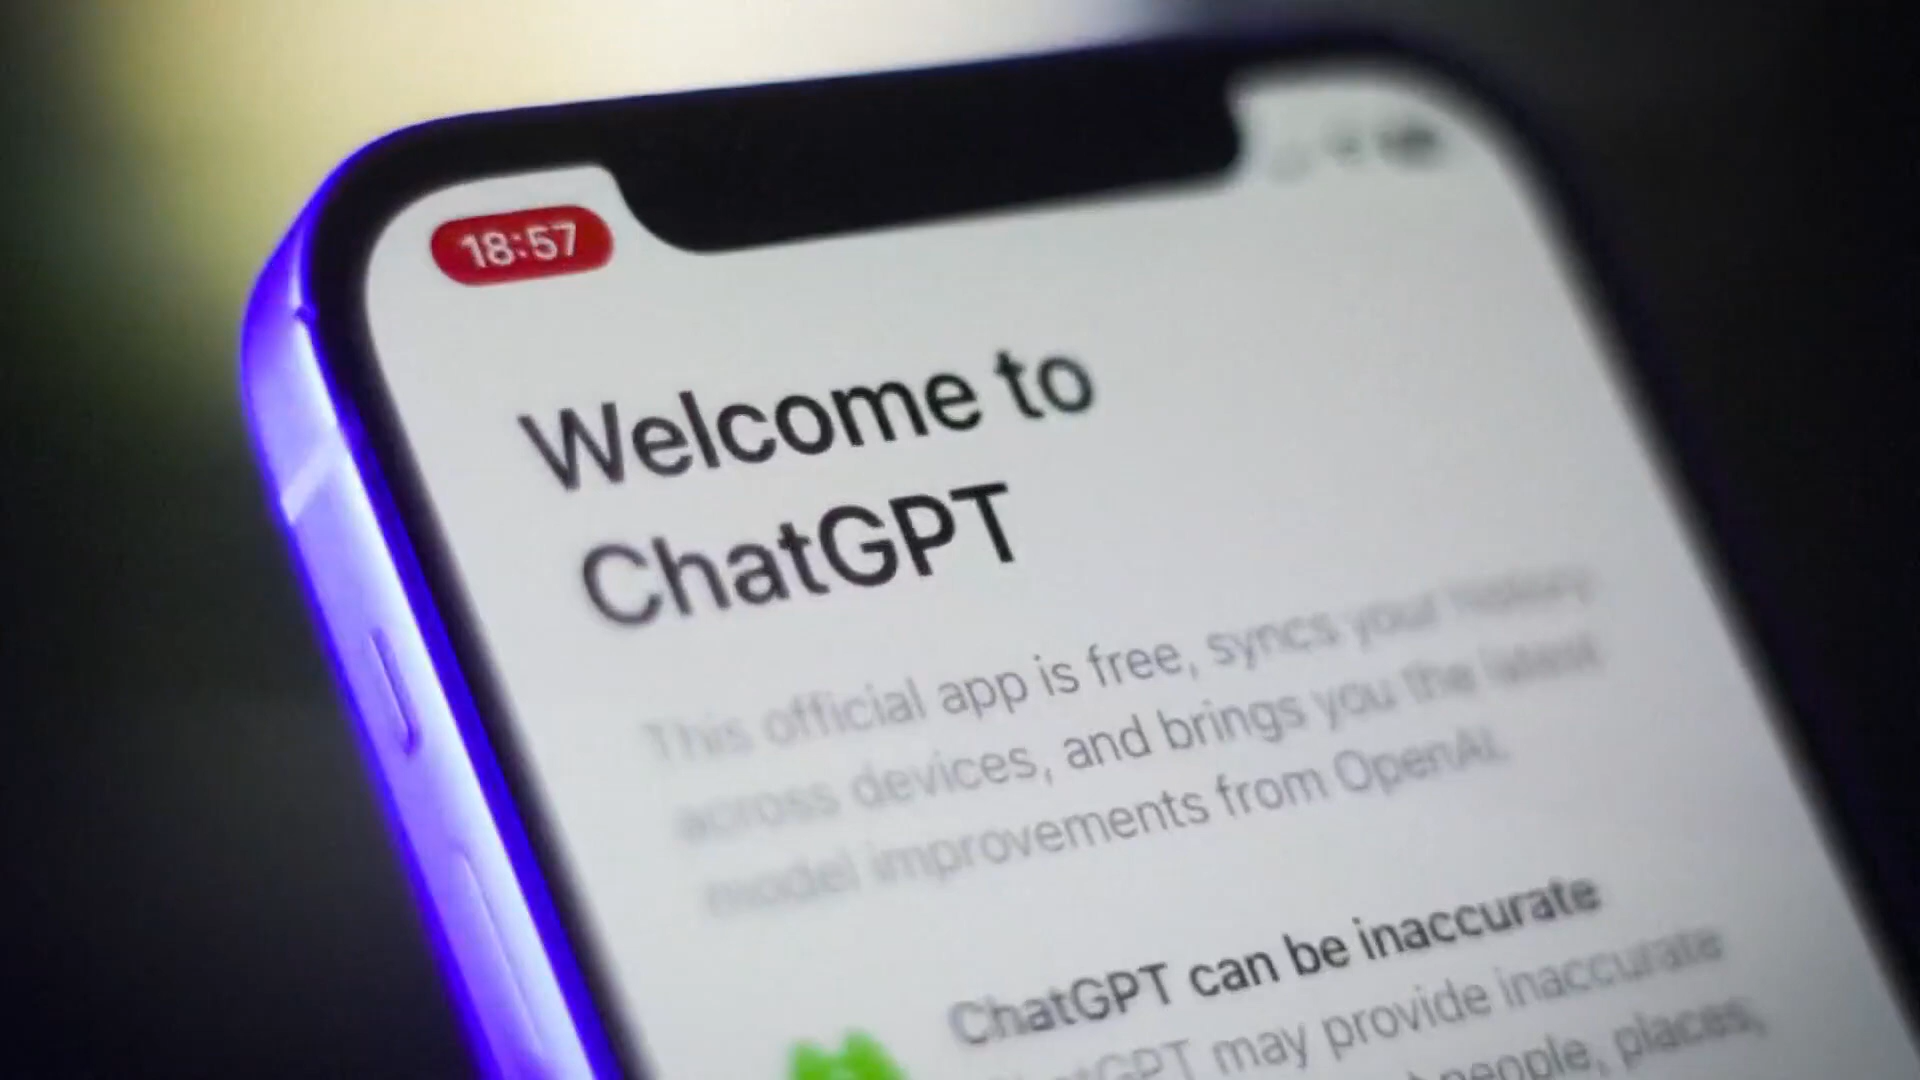 18:57
Welcome to
ChatGPT
This official app is free, syncs your history
across devices, and brings you the latest
model improvements from OpenAI.
ChatGPT can be inaccurate
ChatGPT may provide inaccurate
people, places,